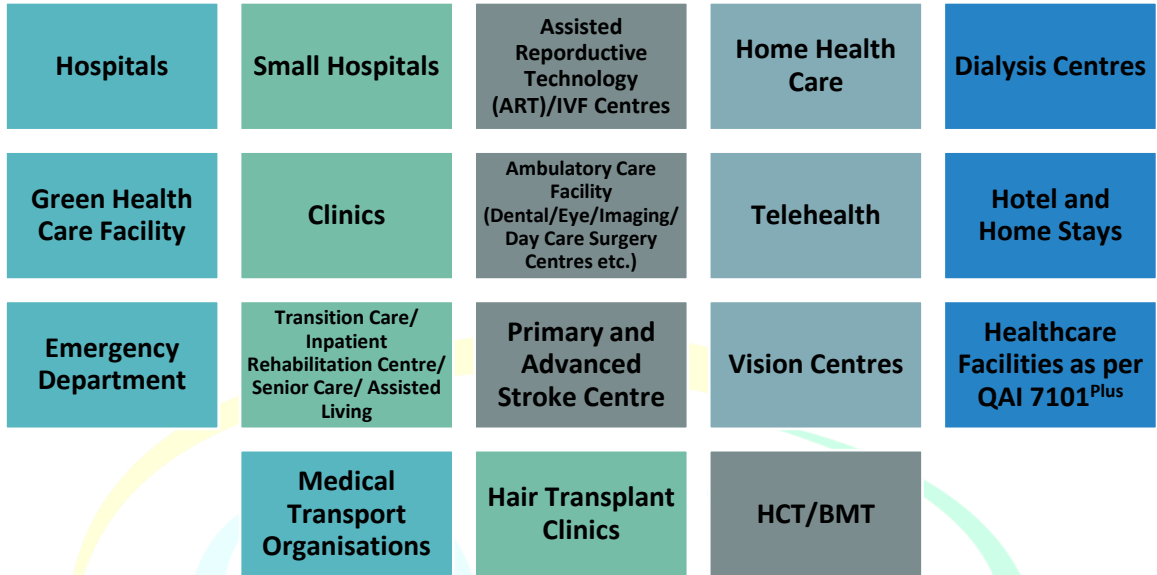 Hospitals
Small Hospitals
Assisted
Reporductive
Technology
(ART)/IVF Centres
Home Health
Care
Dialysis Centres
Green Health
Care Facility
Clinics
Ambulatory Care
Facility
(Dental/Eye/Imaging/
Day Care Surgery
Centres etc.)
Telehealth
Hotel and
Home Stays
Emergency
Department
Transition Care/
Inpatient
Rehabilitation Centre/
Senior Care/ Assisted
Living
Primary and
Advanced
Stroke Centre
Vision Centres
Healthcare
Facilities as per
QAI 7101Plus
Medical
Transport
Organisations
Hair Transplant
Clinics
HCT/BMT